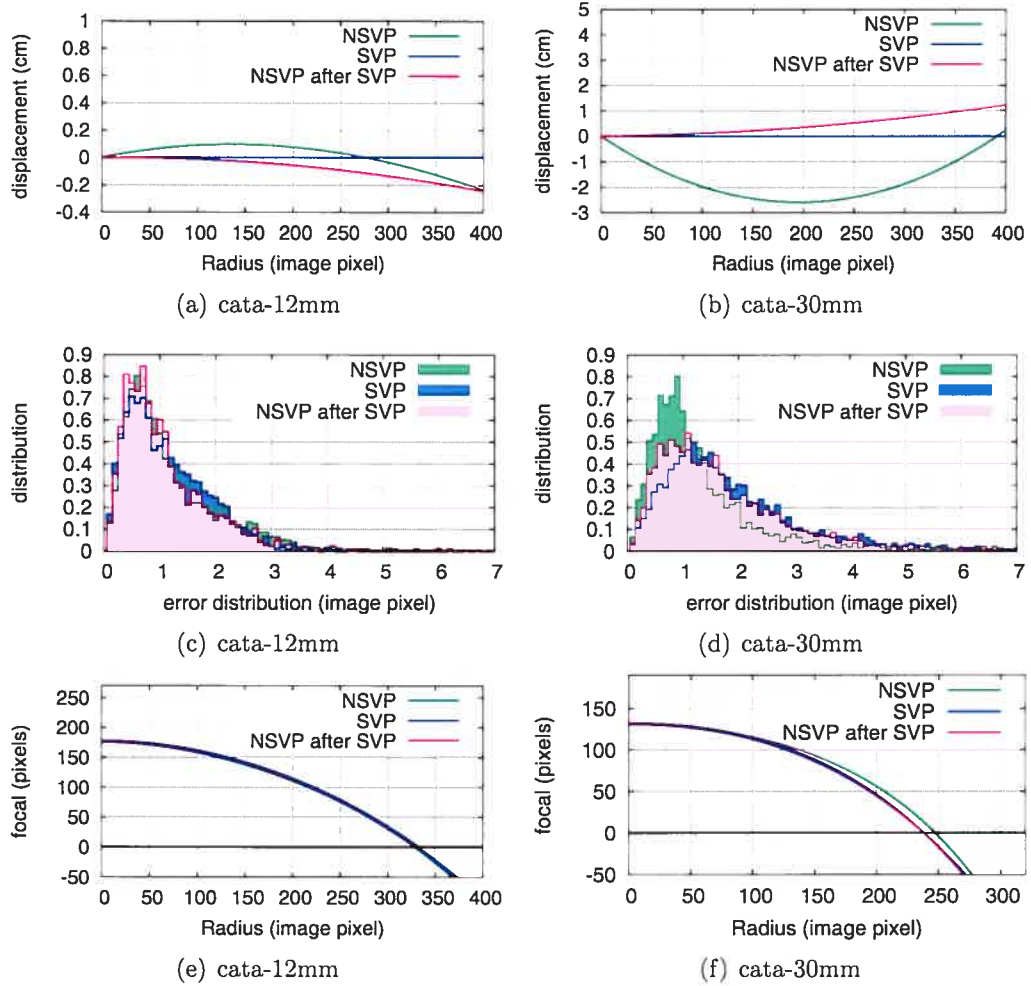 1
0.8
0.6
0.4
0.2
0
-0.2
-0.4
displacement (cm)
NSVP
SVP
NSVP after SVP
0 50 100 150 200 250 300 350 400
Radius (image pixel)
(a) cata-12mm
5
4
3
2
1
0
-1
-2
-3
displacement (cm)
NSVP
SVP
NSVP after SVP
0 50 100 150 200 250 300 350 400
Radius (image pixel)
(b) cata-30mm
0.9
0.8
0.7
0.6
0.5
0.4
0.3
0.2
0.1
0
distribution
NSVP
SVP
NSVP after SVP
0 1 2 3 4 5 6 7
error distribution (image pixel)
(c) cata-12mm
0.9
0.8
0.7
0.6
0.5
0.4
0.3
0.2
0.1
0
distribution
NSVP
SVP
NSVP after SVP
0 1 2 3 4 5 6 7
error distribution (image pixel)
(d) cata-30mm
250
200
150
100
50
0
-50
focal (pixels)
NSVP
SVP
NSVP after SVP
0 50 100 150 200 250 300 350 400
Radius (image pixel)
(e) cata-12mm
150
100
50
0
-50
focal (pixels)
NSVP
SVP
NSVP after SVP
0 50 100 150 200 250 300
Radius (image pixel)
(f) cata-30mm